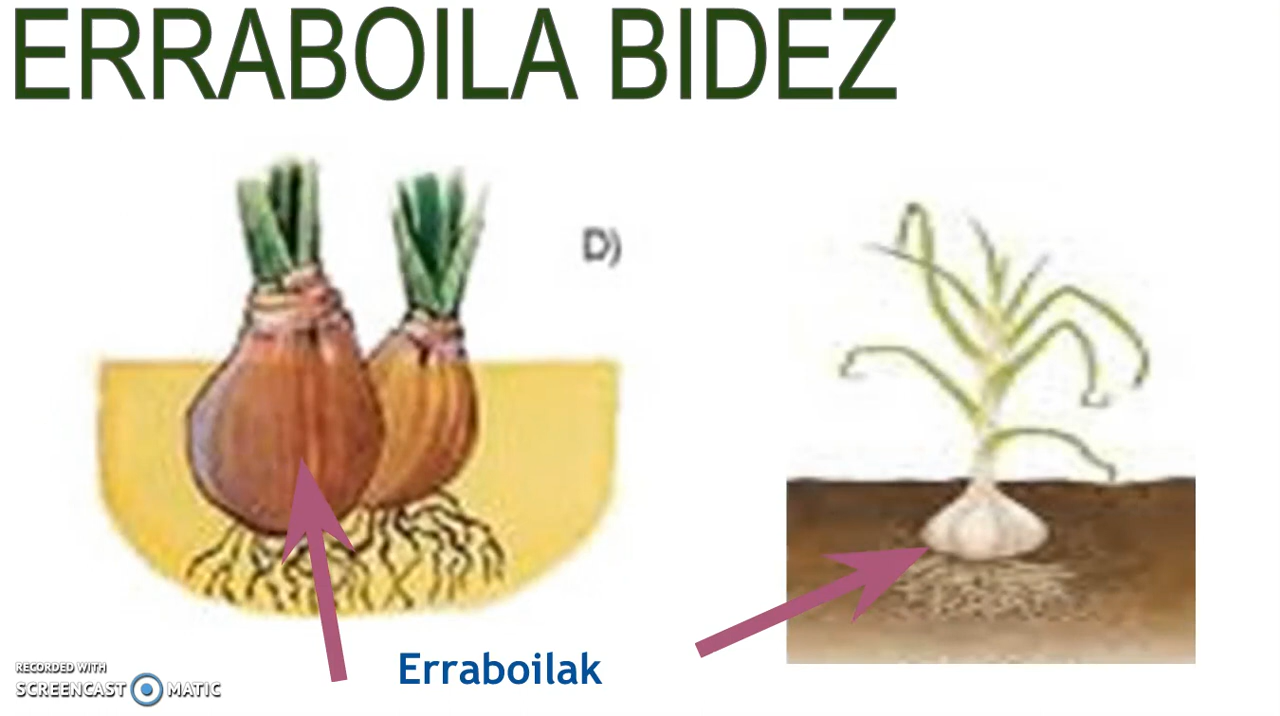 ERRABOILA BIDEZ
D)
Erraboilak
RECORDED WITH
SCREENCAST MATIC